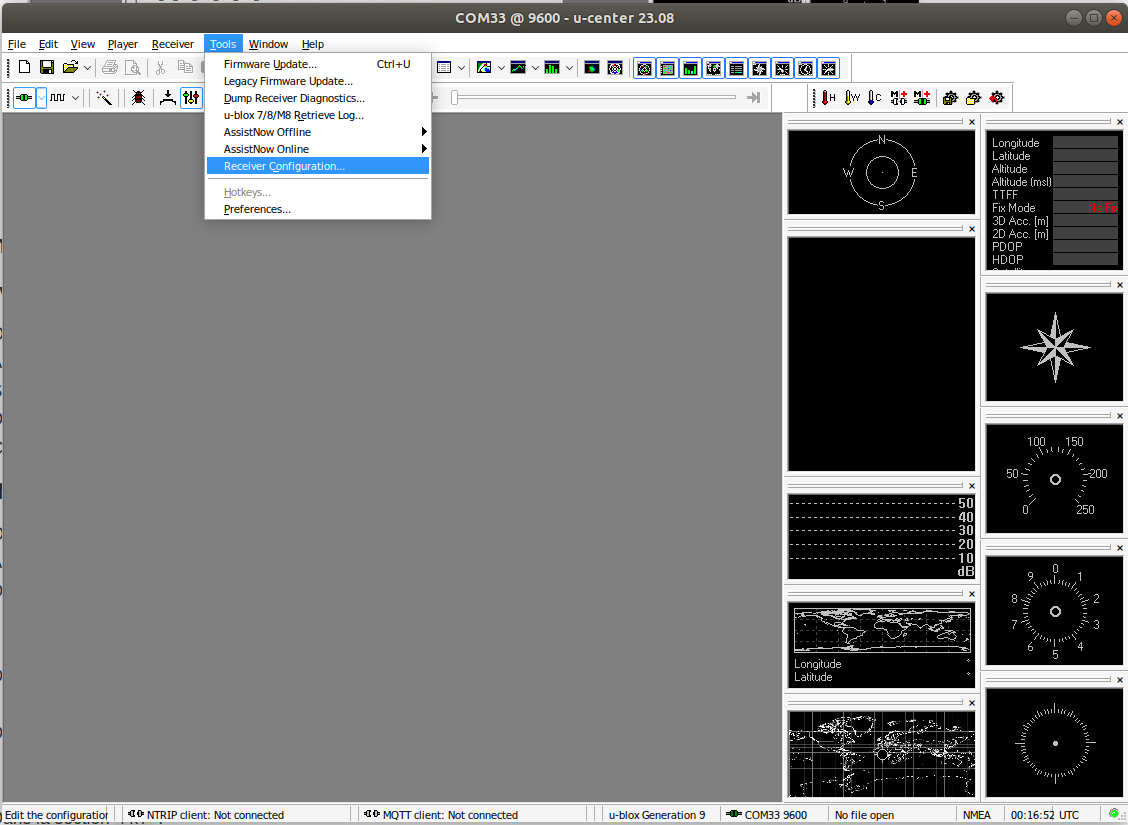 COM33 @ 9600 - u-center 23.08
File Edit View Player Receiver Tools Window Help
Firmware Update... Ctrl+U
Legacy Firmware Update...
Dump Receiver Diagnostics...
u-blox 7/8/M8 Retrieve Log...
AssistNow Offline
AssistNow Online
Receiver Configuration...
Hotkeys...
Preferences...
H W C M M
N
W E
S
50
40
30
20
10
dB
Longitude °
Latitude °
Longitude
Latitude
Altitude
Altitude (msl)
TTFF
Fix Mode
3D Acc. [m]
2D Acc. [m]
PDOP
HDOP
100 150
50 200
0 250
0
9 1
8 2
7 3
6 4
5
Edit the configuration NTRIP client: Not connected MQTT client: Not connected u-blox Generation 9 COM33 9600 No file open NMEA 00:16:52 UTC